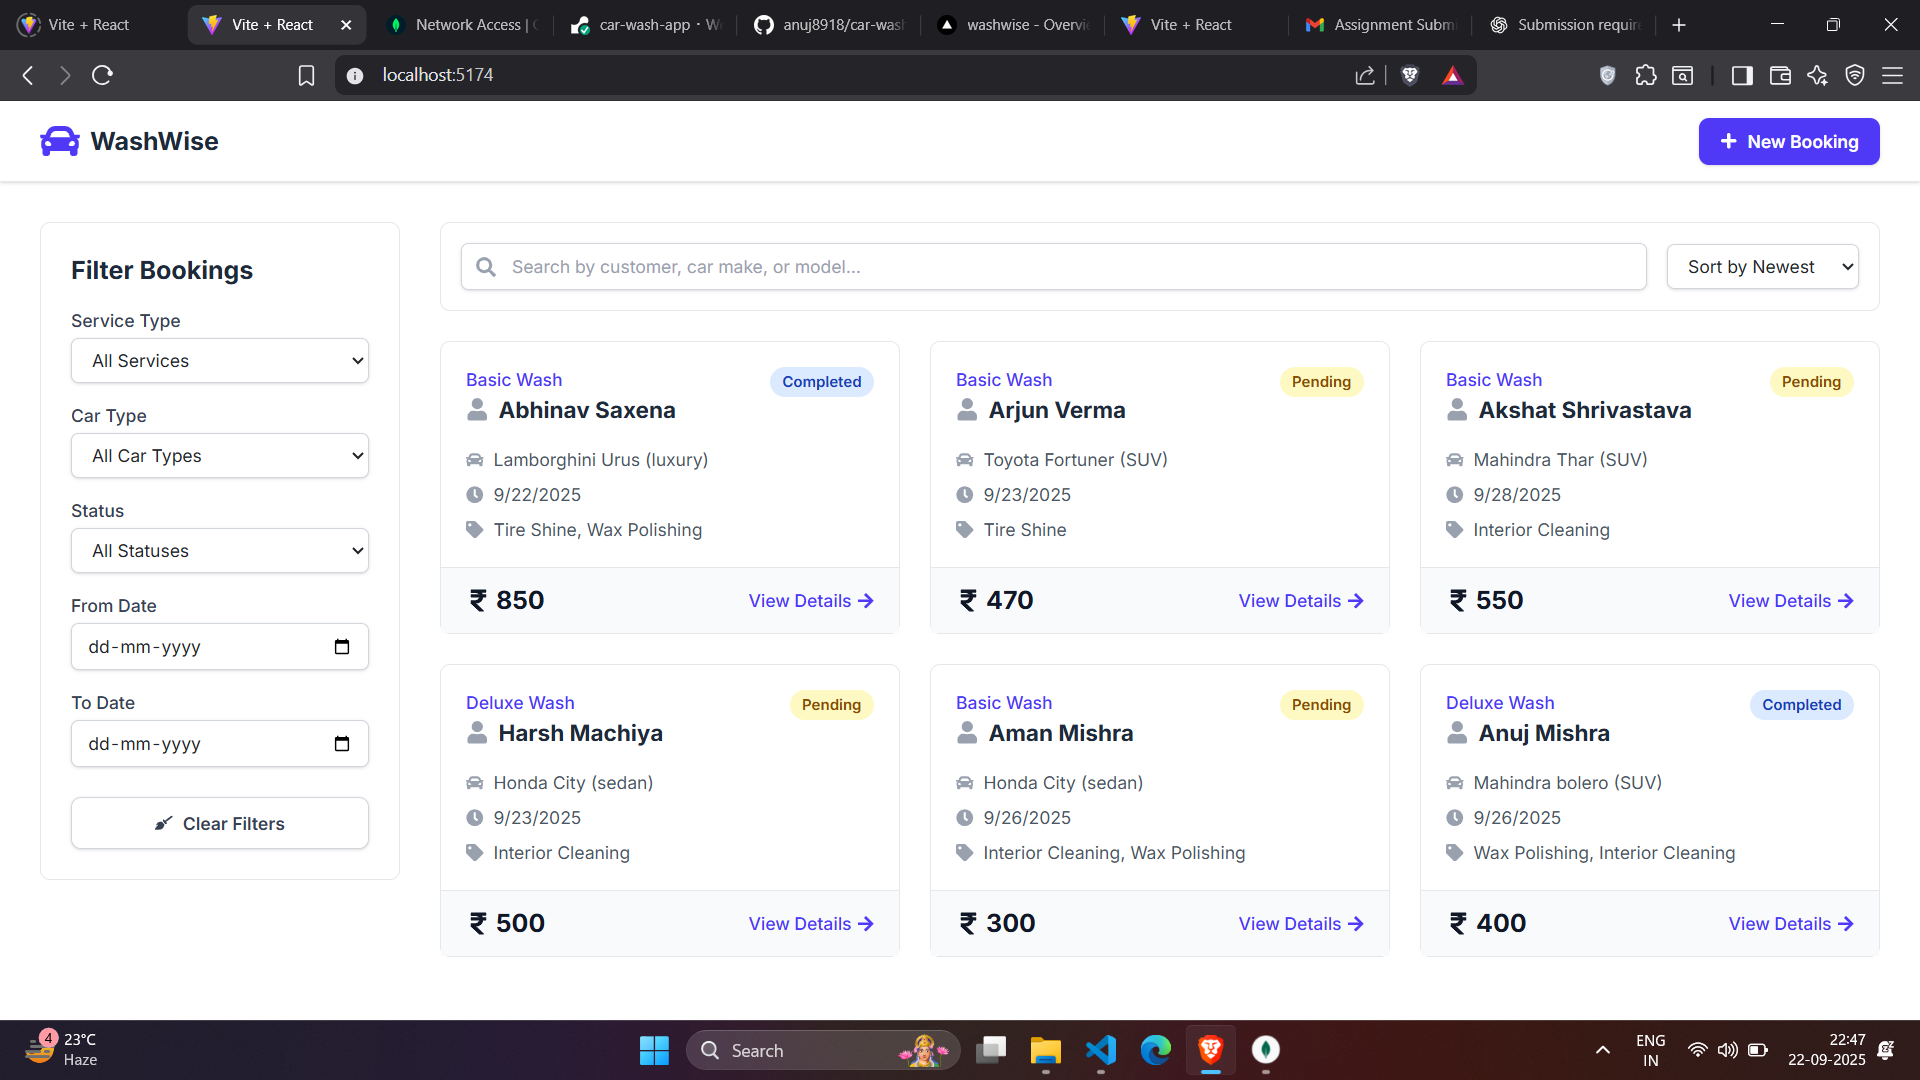 Vite + React
Vite + React
Network Access |
car-wash-app · W
anuj8918/car-wash
washwise - Overvi
Vite + React
Assignment Submi
Submission requir
localhost:5174
WashWise
New Booking
Filter Bookings
Service Type
All Services
Car Type
All Car Types
Status
All Statuses
From Date
dd-mm-yyyy
To Date
dd-mm-yyyy
Clear Filters
Search by customer, car make, or model...
Sort by Newest
Basic Wash
Completed
Abhinav Saxena
Lamborghini Urus (luxury)
9/22/2025
Tire Shine, Wax Polishing
₹ 850
View Details
Basic Wash
Pending
Arjun Verma
Toyota Fortuner (SUV)
9/23/2025
Tire Shine
₹ 470
View Details
Basic Wash
Pending
Akshat Shrivastava
Mahindra Thar (SUV)
9/28/2025
Interior Cleaning
₹ 550
View Details
Deluxe Wash
Pending
Harsh Machiya
Honda City (sedan)
9/23/2025
Interior Cleaning
₹ 500
View Details
Basic Wash
Pending
Aman Mishra
Honda City (sedan)
9/26/2025
Interior Cleaning, Wax Polishing
₹ 300
View Details
Deluxe Wash
Completed
Anuj Mishra
Mahindra bolero (SUV)
9/26/2025
Wax Polishing, Interior Cleaning
₹ 400
View Details
4
23°C
Haze
Search
ENG
IN
22:47
22-09-2025